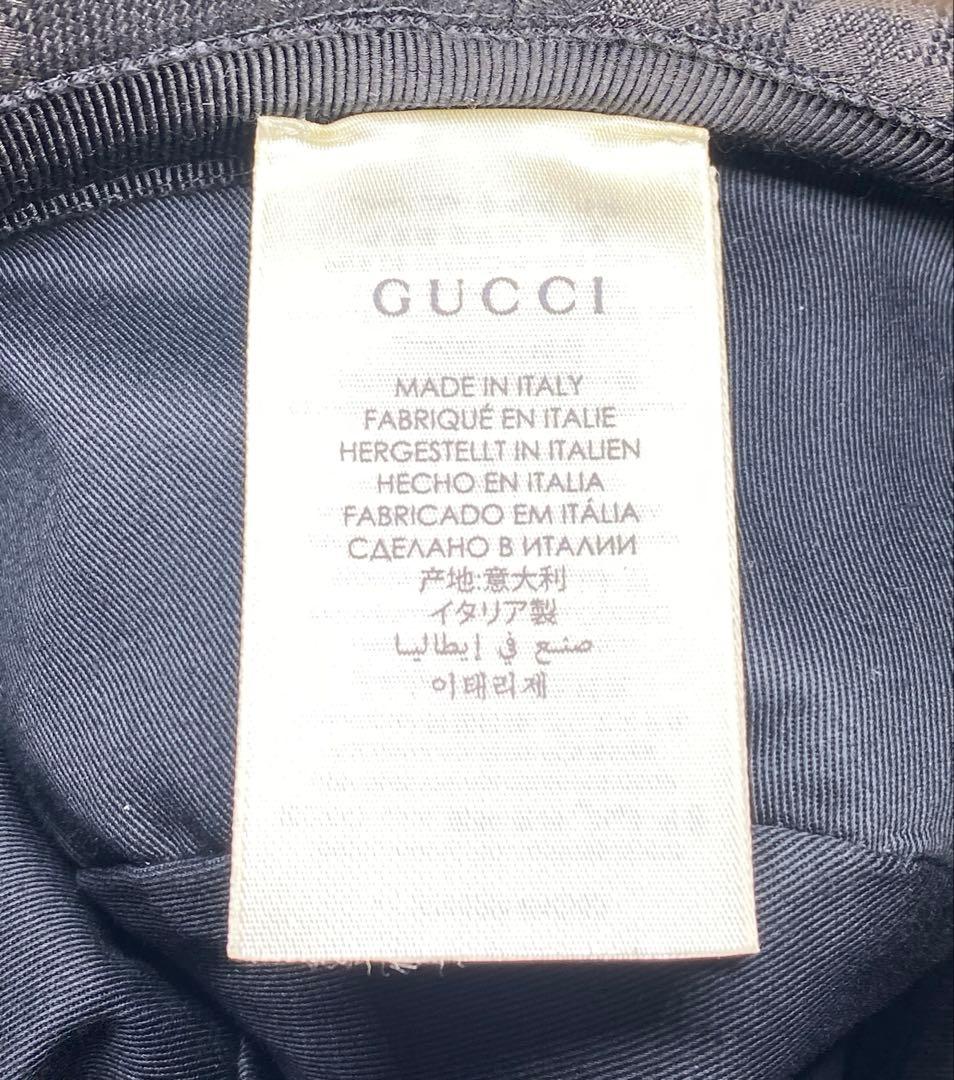 GUCCI
MADE IN ITALY
FABRIQUÉ EN ITALIE
HERGESTELLT IN ITALIEN
HECHO EN ITALIA
FABRICADO EM ITÁLIA
СДЕЛАНО В ИТАЛИИ
产地:意大利
イタリア製
صنع في إيطاليا
이태리제